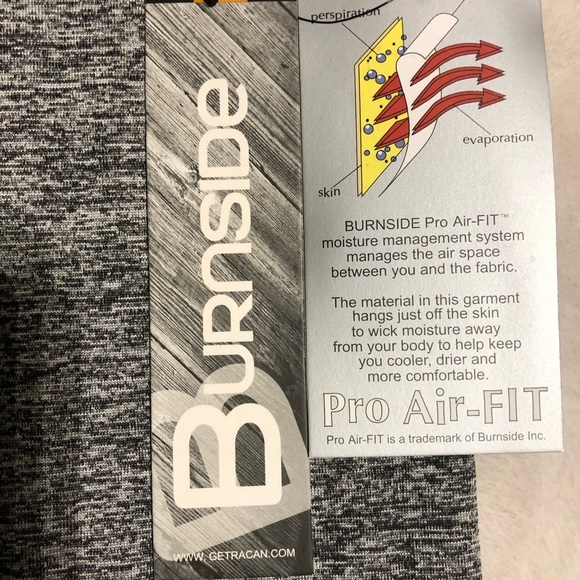 BURNSIDE
WWW. GETRACAN.COM
perspiration
evaporation
skin
BURNSIDE Pro Air-FIT™
moisture management system
manages the air space
between you and the fabric.
The material in this garment
hangs just off the skin
to wick moisture away
from your body to help keep
you cooler, drier and
more comfortable.
Pro Air-FIT
Pro Air-FIT is a trademark of Burnside Inc.